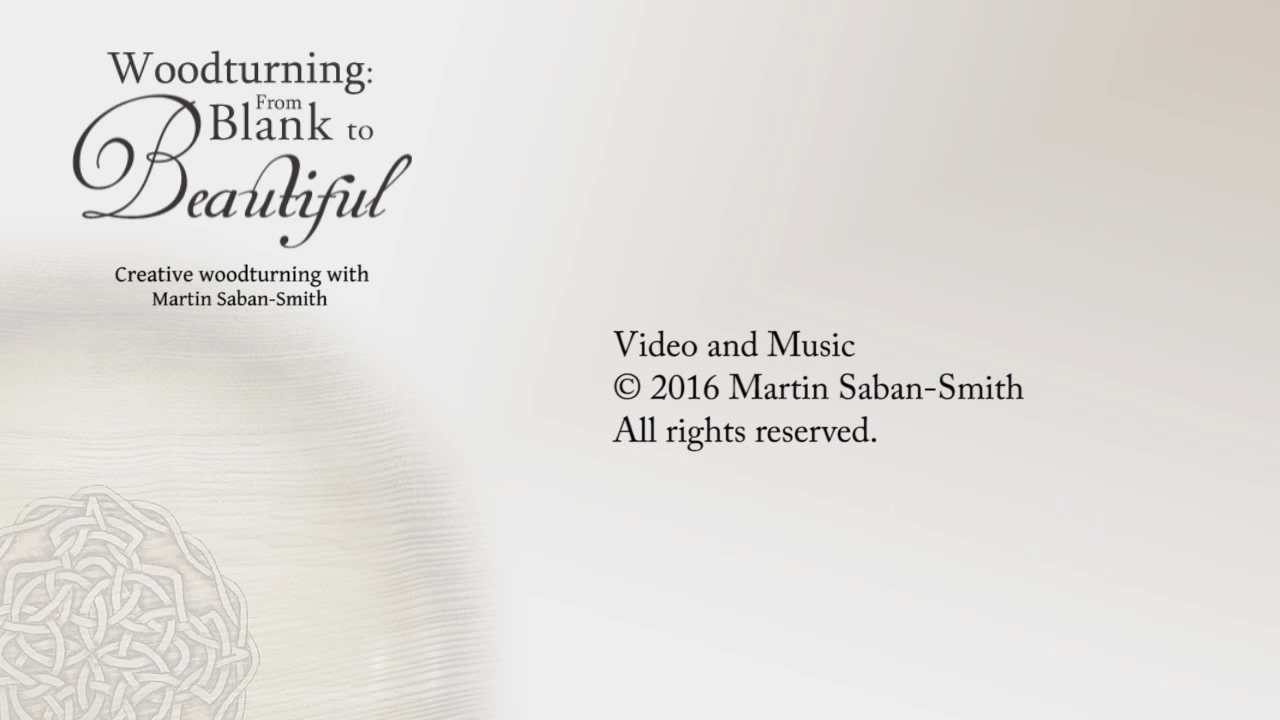 Woodturning:
From
Blank to
Beautiful
Creative woodturning with
Martin Saban-Smith
Video and Music
© 2016 Martin Saban-Smith
All rights reserved.